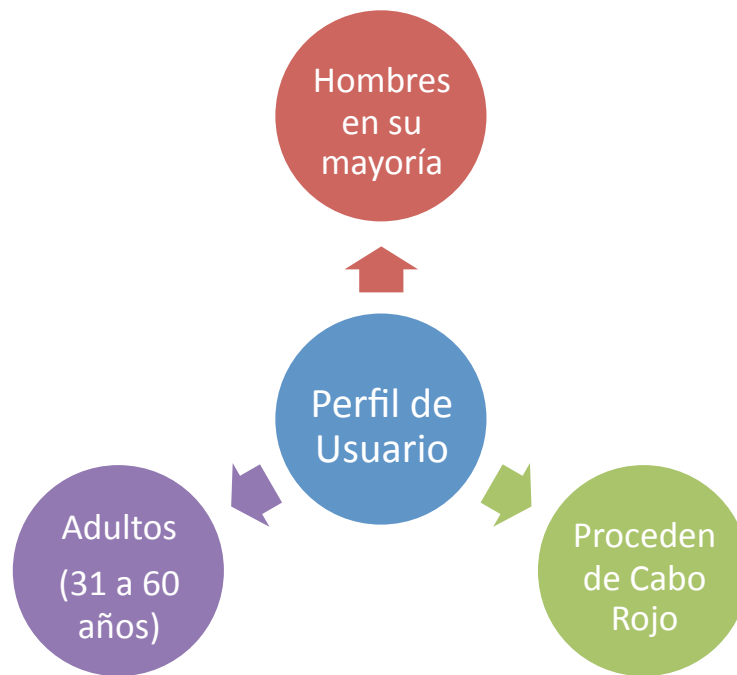 Hombres
en su
mayoría
Perfil de
Usuario
Adultos
(31 a 60
años)
Proceden
de Cabo
Rojo